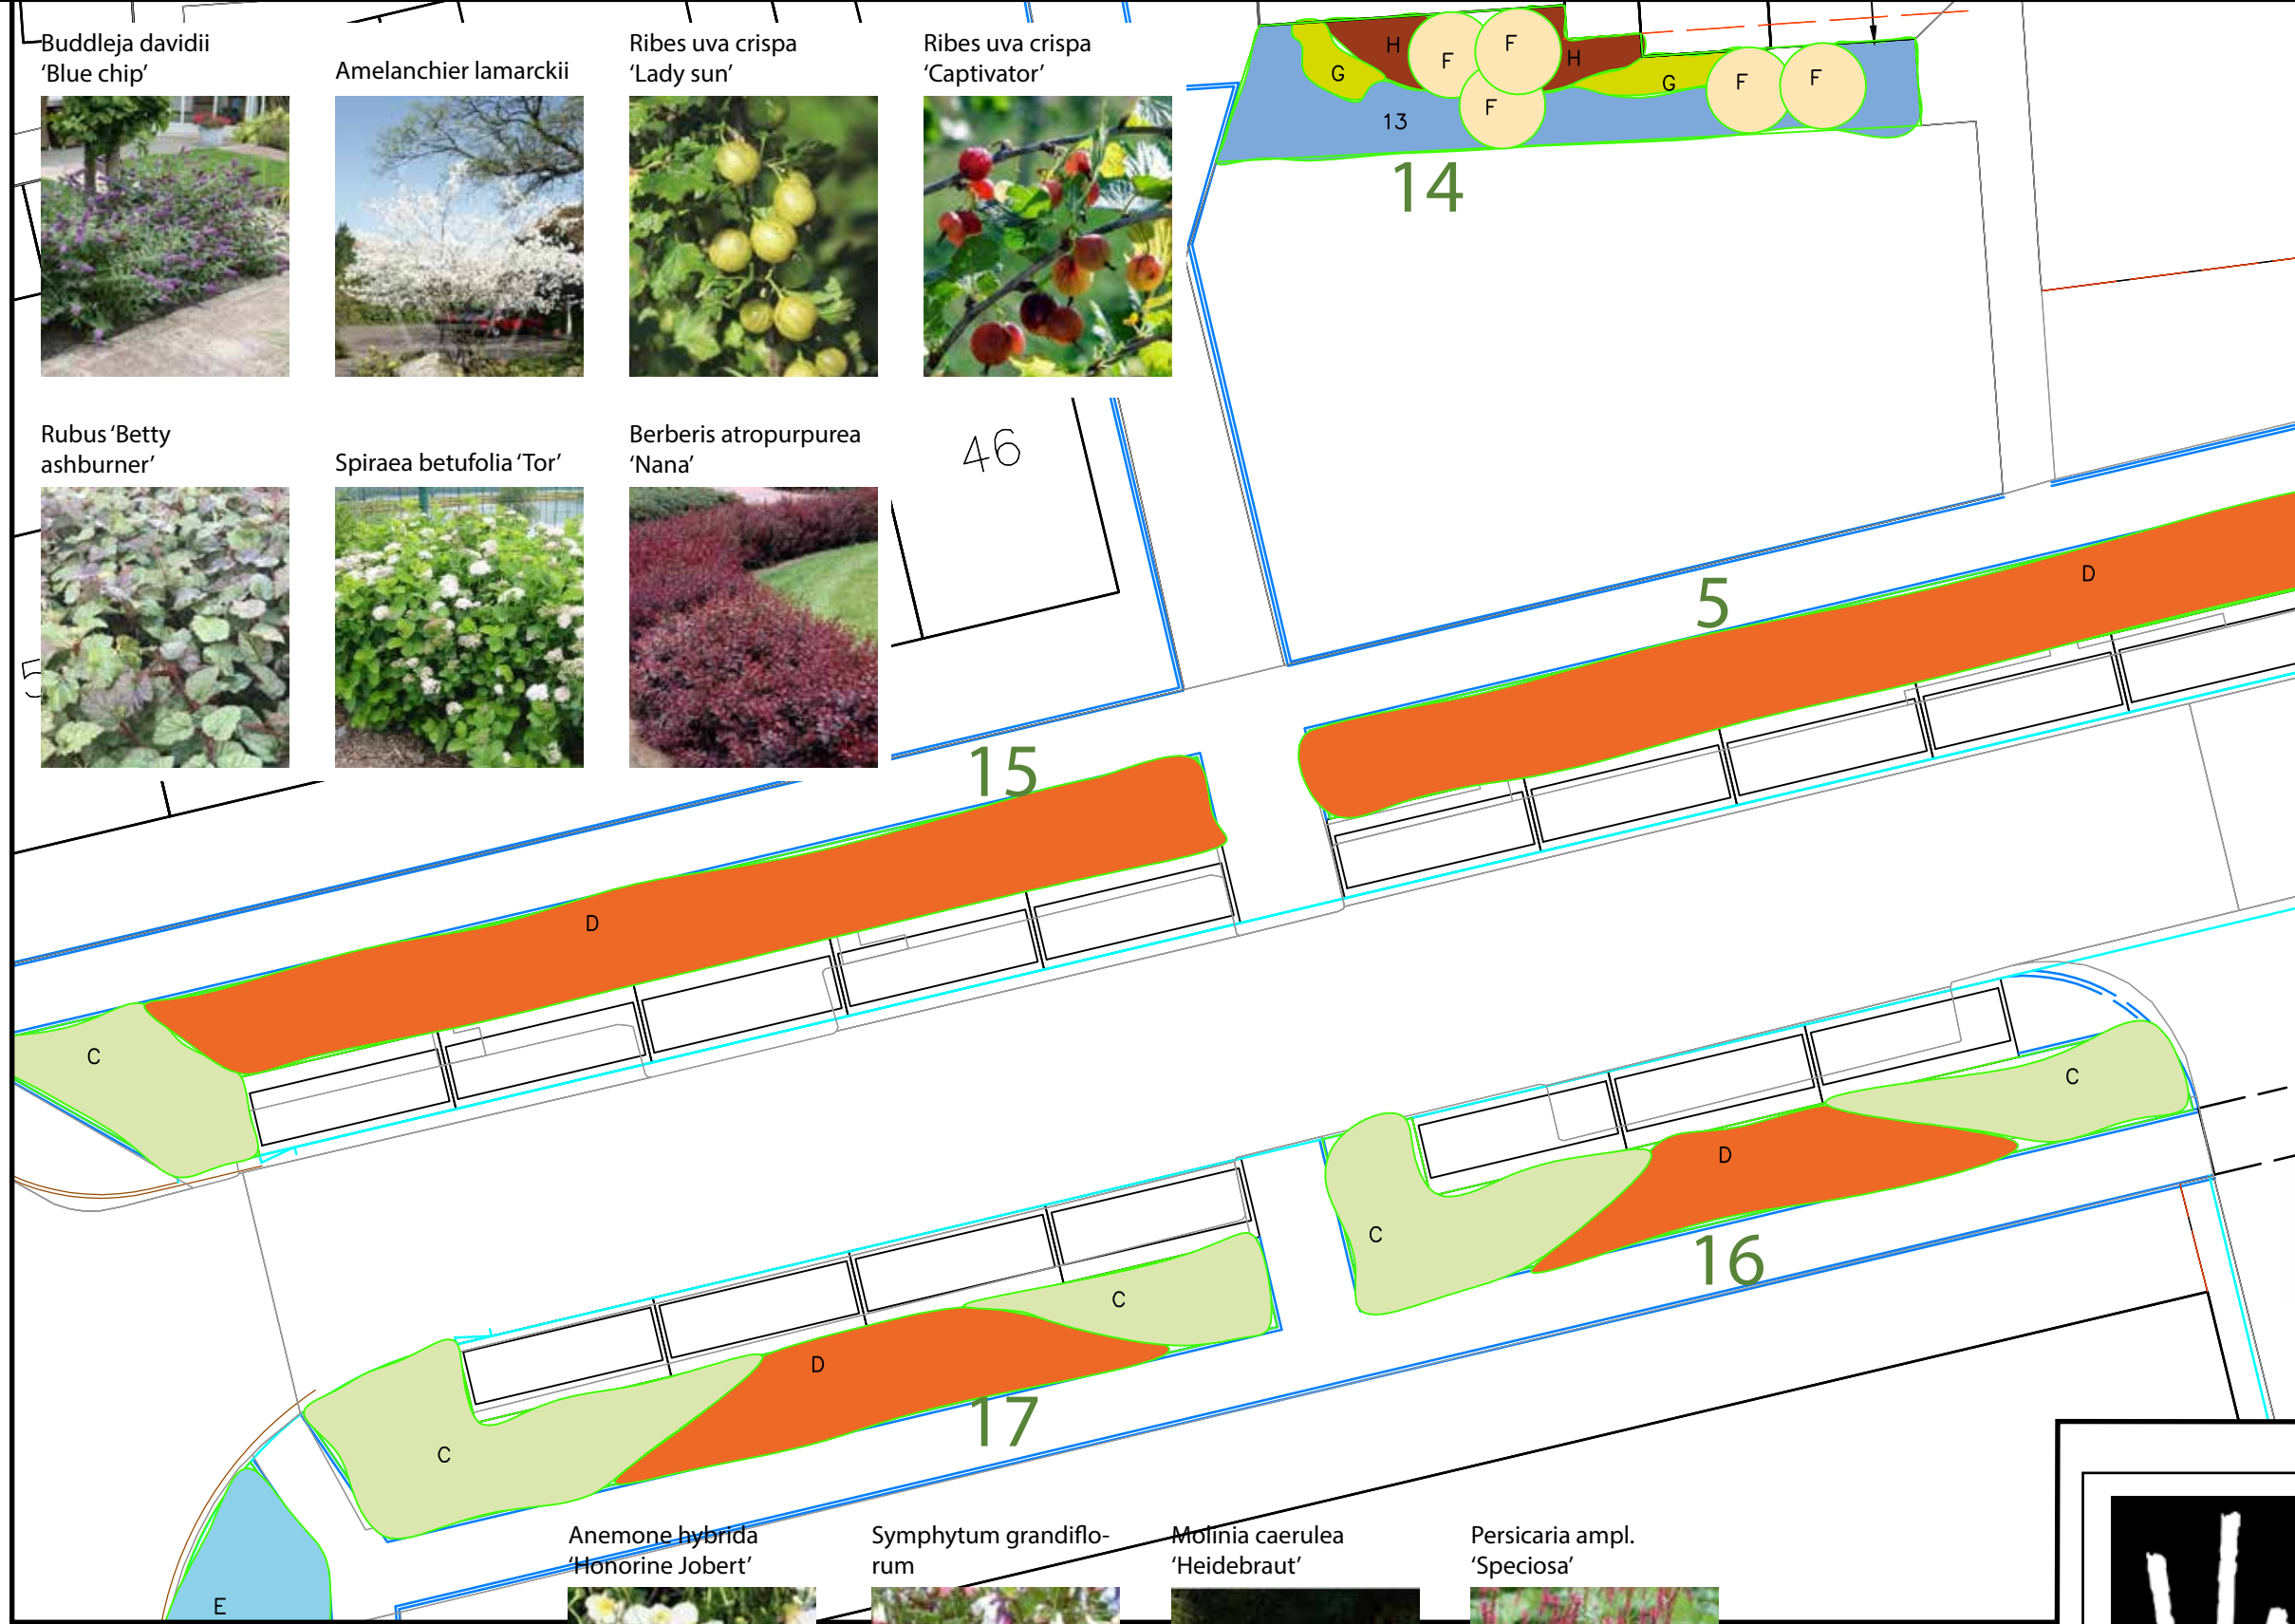 Buddleja davidii
‘Blue chip’
Amelanchier lamarckii
Ribes uva crispa
‘Lady sun’
Ribes uva crispa
‘Captivator’
H
F
F
H
G
G
F
F
F
13
14
Rubus ‘Betty
ashburner’
Spiraea betufolia ‘Tor’
Berberis atropurpurea
‘Nana’
46
5
D
5
15
D
C
C
D
C
16
C
D
17
C
E
Anemone hybrida
‘Honorine Jobert’
Symphytum grandiflo-
rum
Molinia caerulea
‘Heidebraut’
Persicaria ampl.
‘Speciosa’